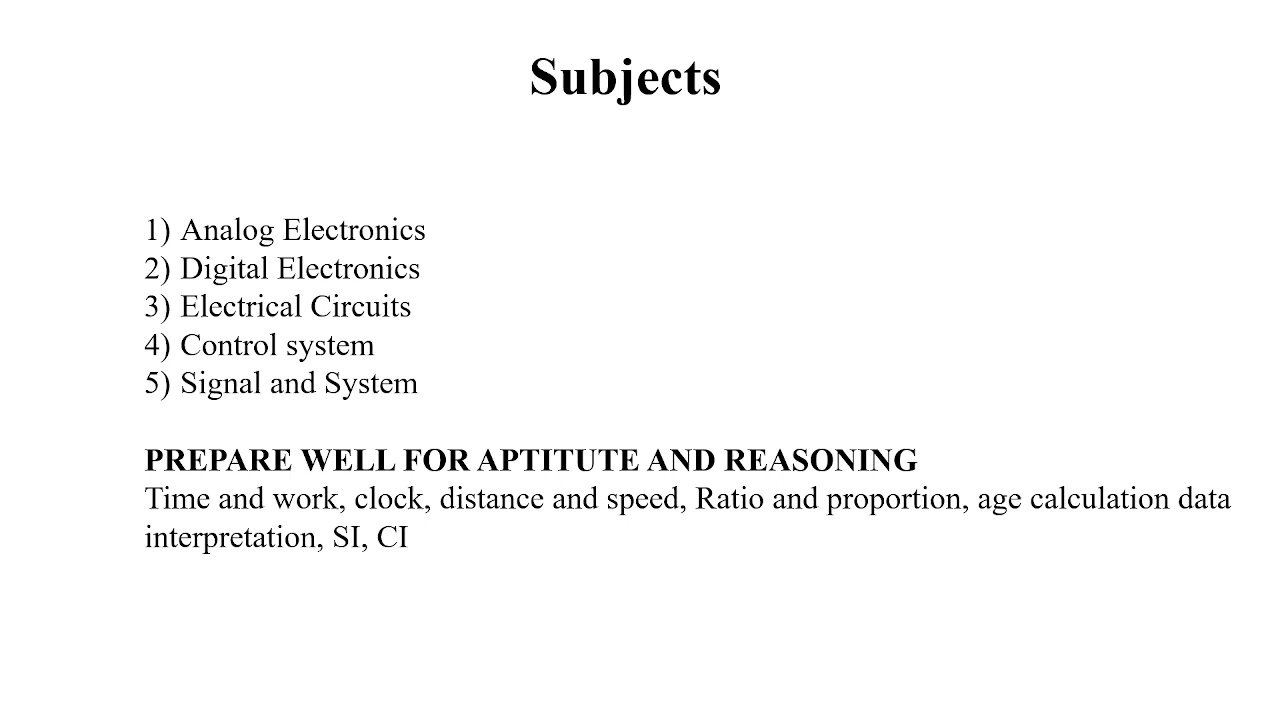 Subjects
1) Analog Electronics
2) Digital Electronics
3) Electrical Circuits
4) Control system
5) Signal and System
PREPARE WELL FOR APTITUTE AND REASONING
Time and work, clock, distance and speed, Ratio and proportion, age calculation data
interpretation, SI, CI